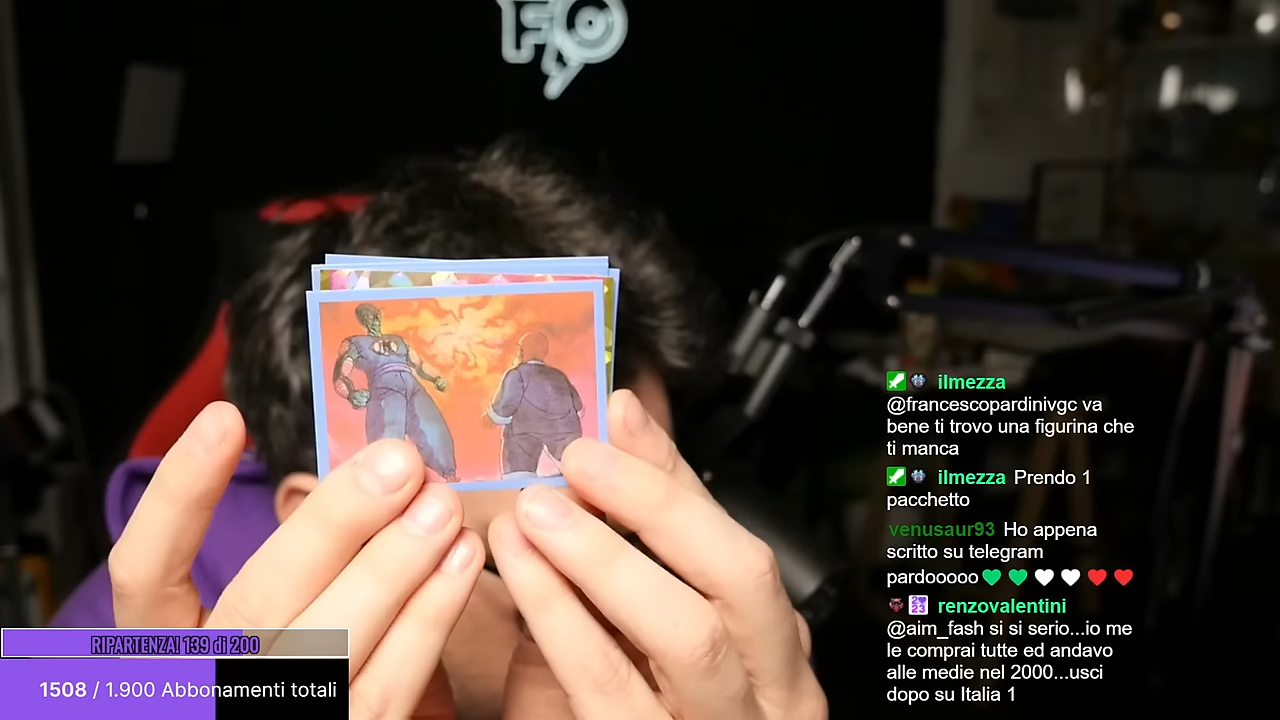 RIPARTENZA! 139 di 200
1508 / 1.900 Abbonamenti totali
ilmezza
@francescopardinivgc va
bene ti trovo una figurina che
ti manca
ilmezza Prendo 1
pacchetto
venusaur93 Ho appena
scritto su telegram
pardooooo
renzovalentini
@aim_fash si si serio...io me
le comprai tutte ed andavo
alle medie nel 2000...usci
dopo su Italia 1